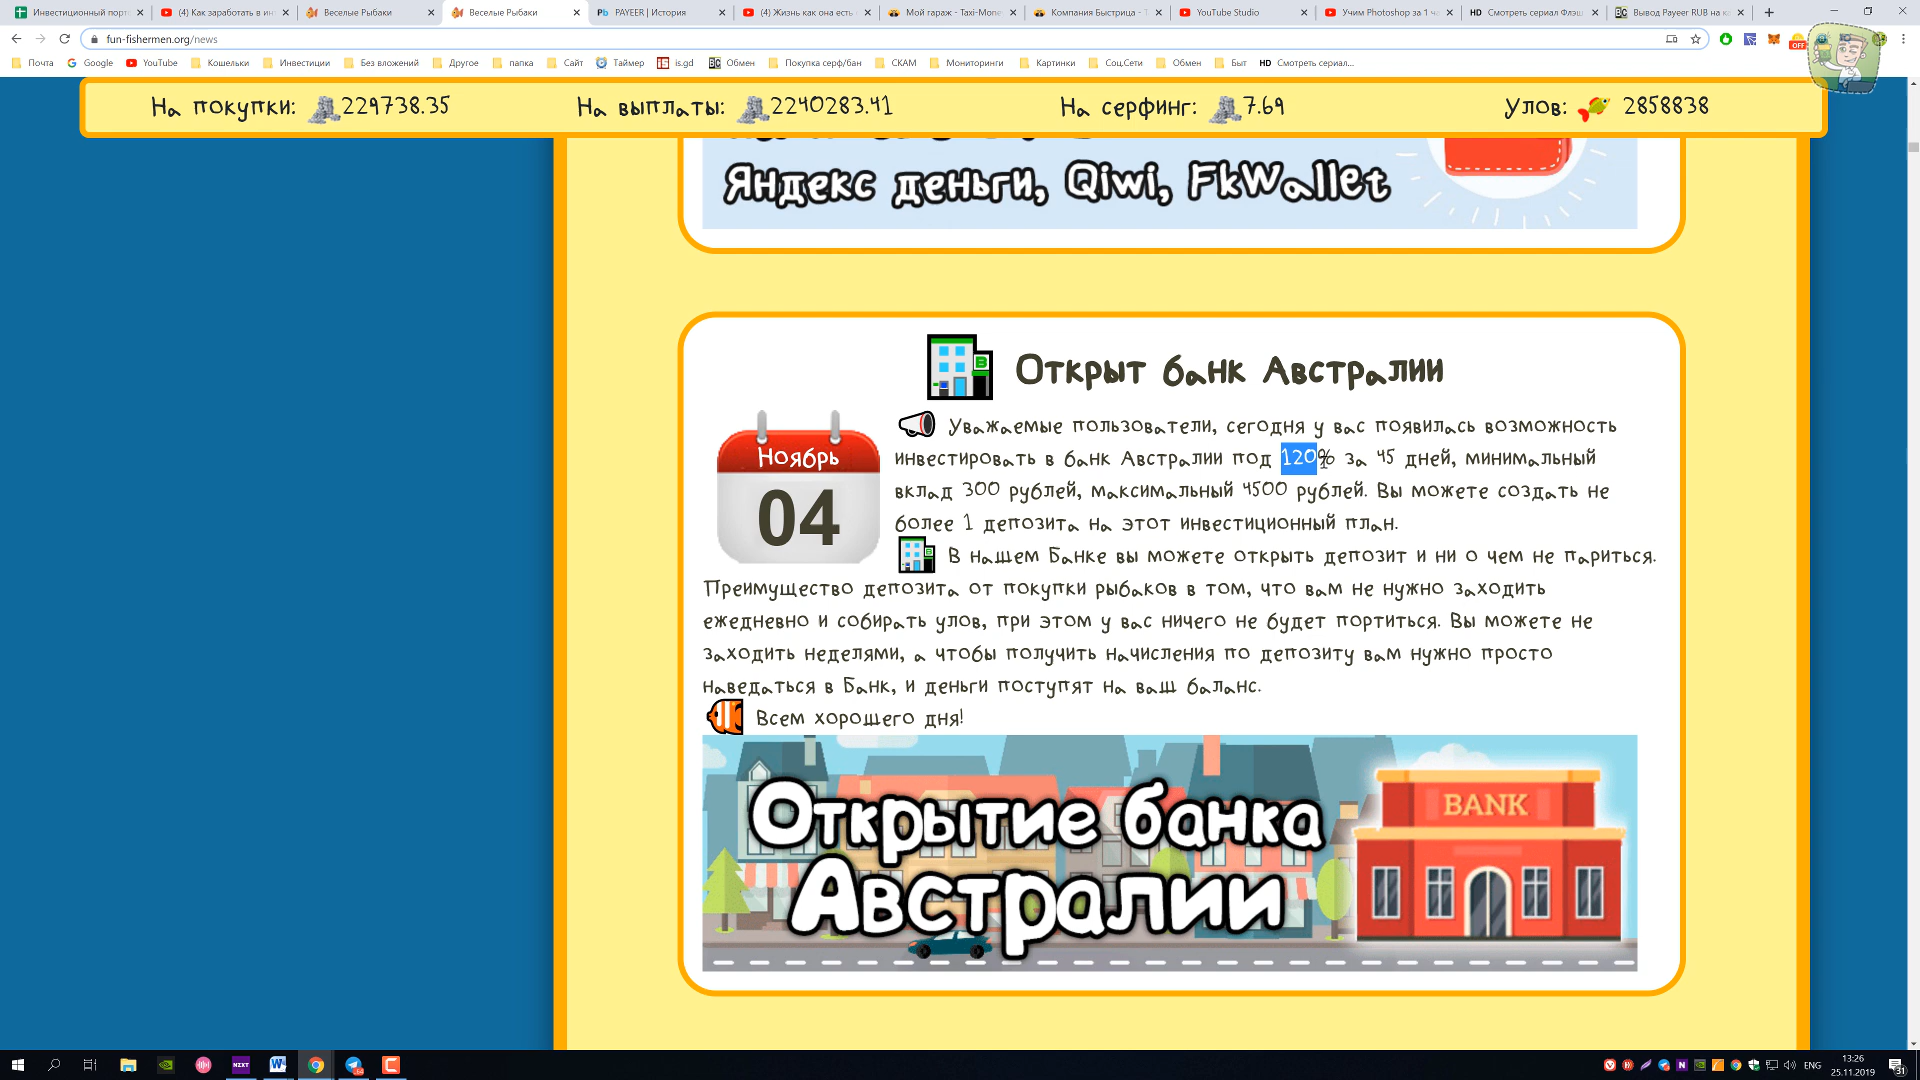 Инвестиционный порт
(4) Как заработать в ин
Веселые Рыбаки
Веселые Рыбаки
PAYEER | История
(4) Жизнь как она есть
Мой гараж - Taxi-Mone
Компания Быстрица - T
YouTube Studio
Учим Photoshop за 1 ча
HD Смотреть сериал Флэш
BC Вывод Payeer RUB на к
fun-fishermen.org/news
OFF
Почта Google YouTube Кошельки Инвестиции Без вложений Другое папка Сайт Таймер is.gd Обмен Покупка серф/бан СКАМ Мониторинги Картинки Соц.Сети Обмен Быт HD Смотреть сериал...
На покупки: 229738.35 На выплаты: 2240283.41 На серфинг: 7.69 Улов: 2858838
Яндекс деньги, Qiwi, FkWallet
Открыт банк Австралии
Ноябрь
04
Уважаемые пользователи, сегодня у вас появилась возможность
инвестировать в банк Австралии под 120% за 45 дней, минимальный
вклад 300 рублей, максимальный 4500 рублей. Вы можете создать не
более 1 депозита на этот инвестиционный план.
В нашем Банке вы можете открыть депозит и ни о чем не париться.
Преимущество депозита от покупки рыбаков в том, что вам не нужно заходить
ежедневно и собирать улов, при этом у вас ничего не будет портиться. Вы можете не
заходить неделями, а чтобы получить начисления по депозиту вам нужно просто
наведаться в Банк, и деньги поступят на ваш баланс.
Всем хорошего дня!
Открытие банка
Австралии
BANK
NZXT
ENG
13:26
25.11.2019
31